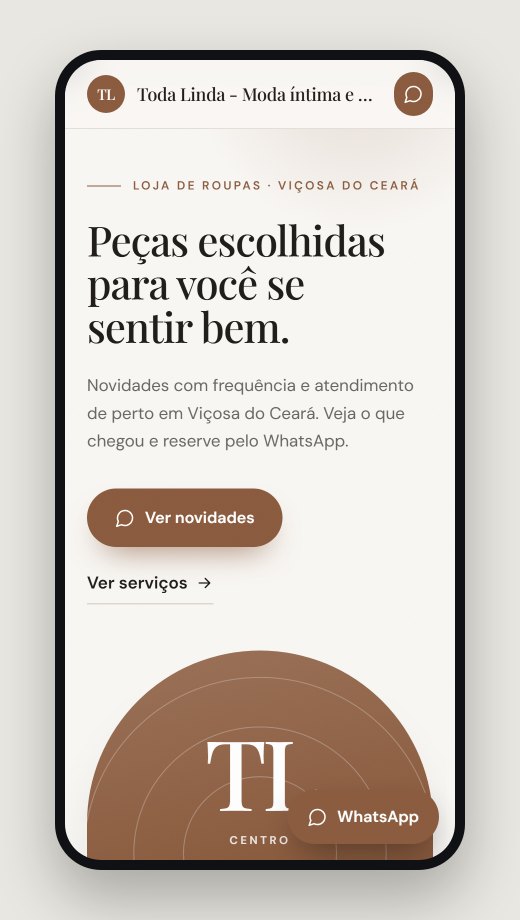 TL Toda Linda - Moda íntima e ...
LOJA DE ROUPAS · VIÇOSA DO CEARÁ
Peças escolhidas
para você se
sentir bem.
Novidades com frequência e atendimento
de perto em Viçosa do Ceará. Veja o que
chegou e reserve pelo WhatsApp.
Ver novidades
Ver serviços →
WhatsApp
CENTRO